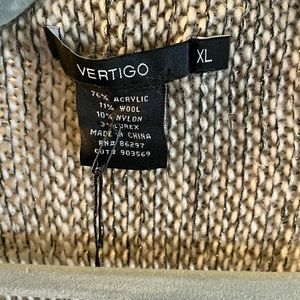 VERTIGO
XL
76% ACRYLIC
11% WOOL
10% NYLON
3% LUREX
MADE IN CHINA
RN# 86297
CUT# 903569